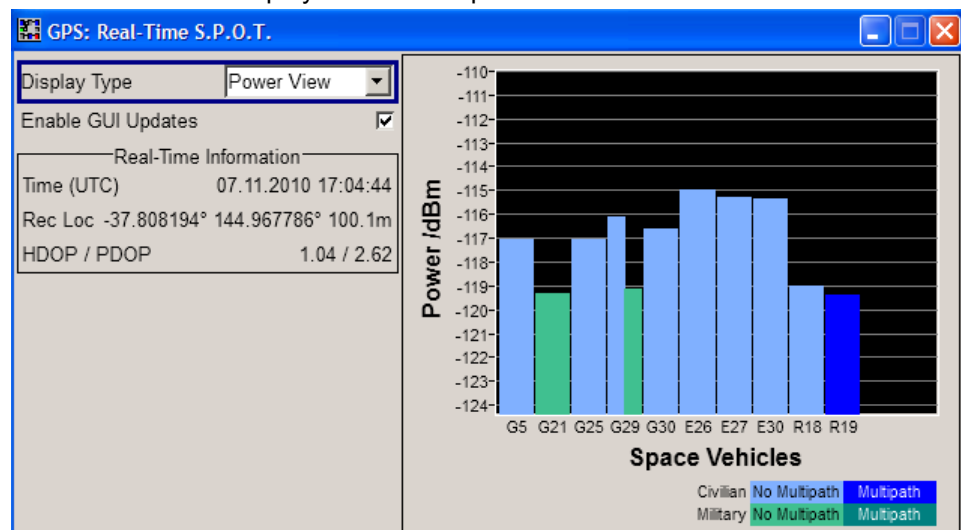 GPS: Real-Time S.P.O.T.
Display Type Power View
Enable GUI Updates
Real-Time Information
Time (UTC) 07.11.2010 17:04:44
Rec Loc -37.808194° 144.967786° 100.1m
HDOP / PDOP 1.04 / 2.62
Power /dBm
-110
-111
-112
-113
-114
-115
-116
-117
-118
-119
-120
-121
-122
-123
-124
G5 G21 G25 G29 G30 E26 E27 E30 R18 R19
Space Vehicles
Civilian No Multipath Multipath
Military No Multipath Multipath